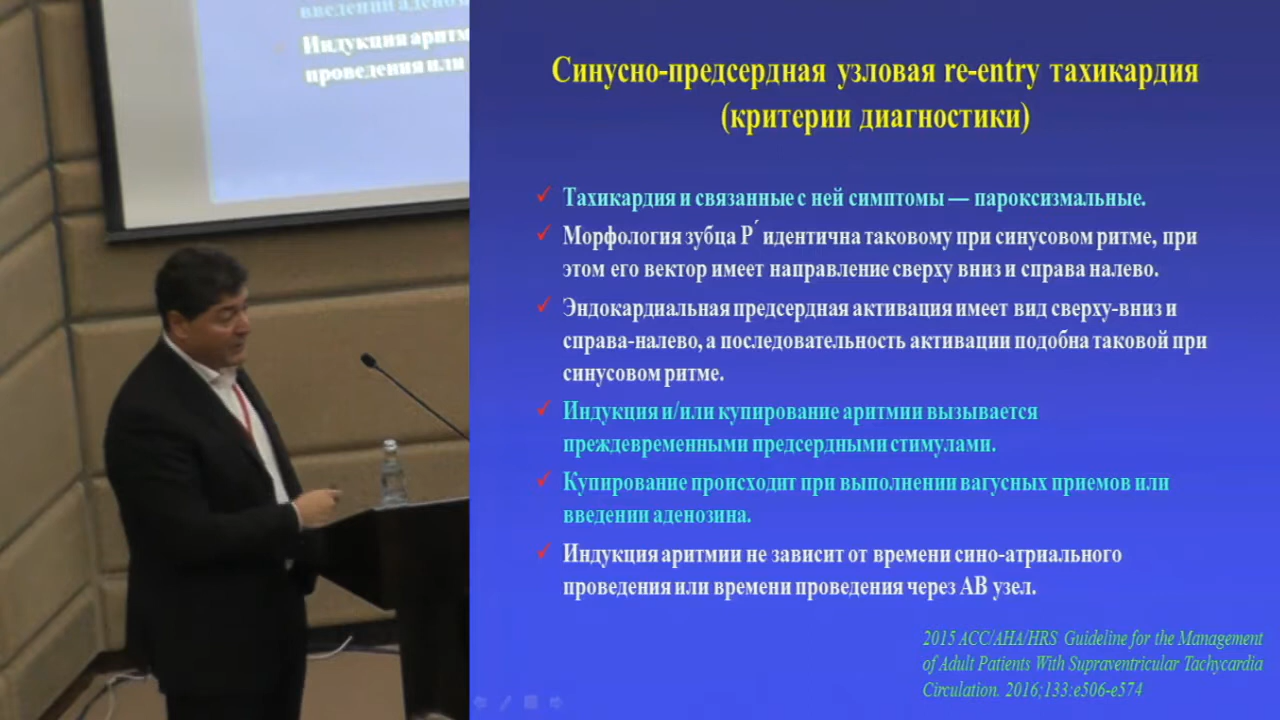 введении аденози
Индукция аритм
проведения или
Синусно-предсердная узловая re-entry тахикардия
(критерии диагностики)
Тахикардия и связанные с ней симптомы — пароксизмальные.
Морфология зубца P´ идентична таковому при синусовом ритме, при
этом его вектор имеет направление сверху вниз и справа налево.
Эндокардиальная предсердная активация имеет вид сверху-вниз и
справа-налево, а последовательность активации подобна таковой при
синусовом ритме.
Индукция и/или купирование аритмии вызывается
преждевременными предсердными стимулами.
Купирование происходит при выполнении вагусных приемов или
введении аденозина.
Индукция аритмии не зависит от времени сино-атриального
проведения или времени проведения через АВ узел.
2015 ACC/AHA/HRS Guideline for the Management
of Adult Patients With Supraventricular Tachycardia
Circulation. 2016;133:e506-e574